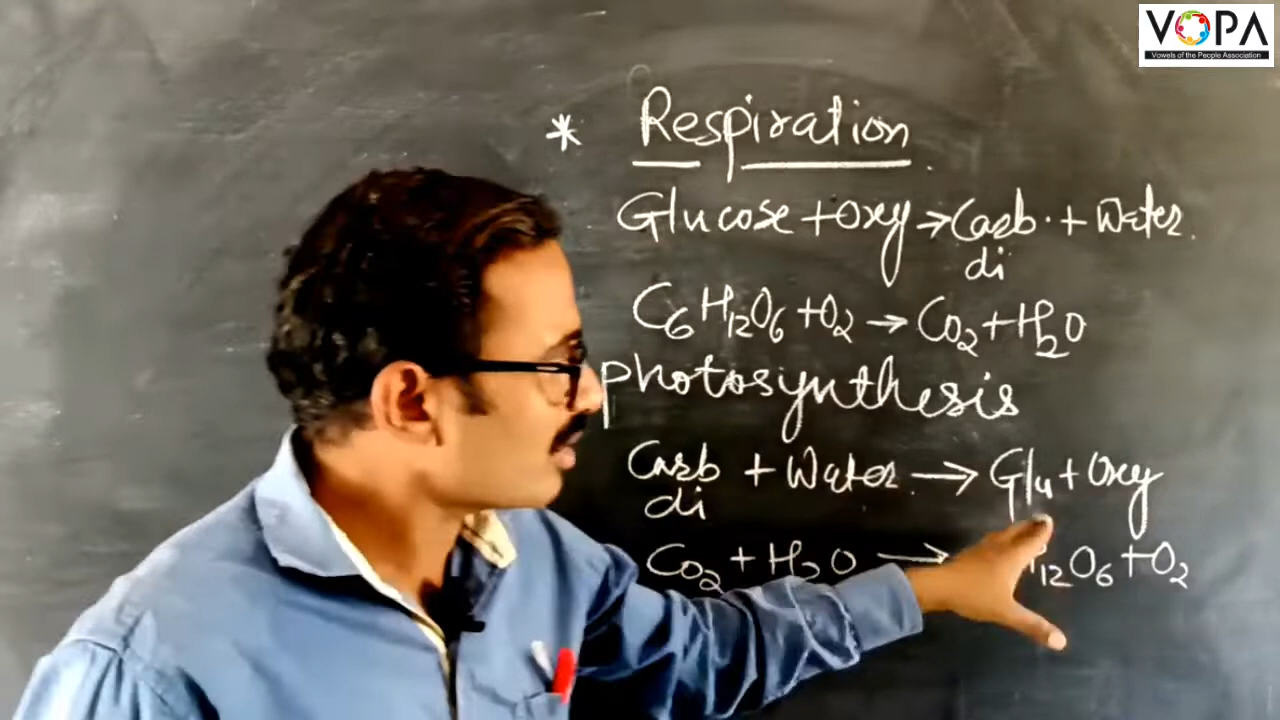 VOPA
Vowels of the People Association
* Respiration
Glucose + Oxy → Carb. + Water.
di
C6H12O6 + O2 → CO2 + H2O
photosynthesis
Carb + Water. → Glu + Oxy
di
CO2 + H2O → H12O6 + O2